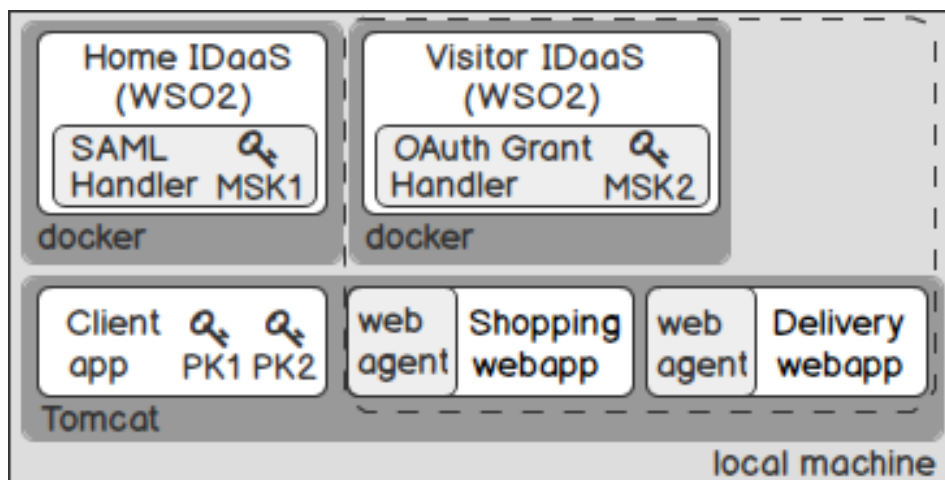 Home IDaaS
(WSO2)
SAML
Handler
MSK1
docker
Visitor IDaaS
(WSO2)
OAuth Grant
Handler
MSK2
docker
Client
app
PK1
PK2
web
agent
Shopping
webapp
web
agent
Delivery
webapp
Tomcat
local machine